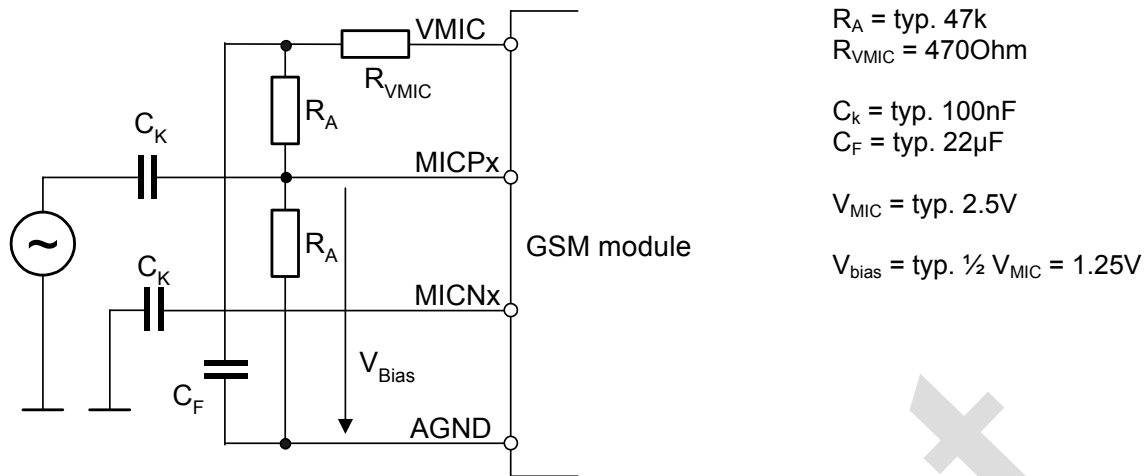 VMIC
R_VMIC
R_A
C_K
MICPx
R_A
~
GSM module
C_K
MICNx
V_Bias
C_F
AGND
R_A = typ. 47k
R_VMIC = 470Ohm
C_k = typ. 100nF
C_F = typ. 22µF
V_MIC = typ. 2.5V
V_bias = typ. ½ V_MIC = 1.25V